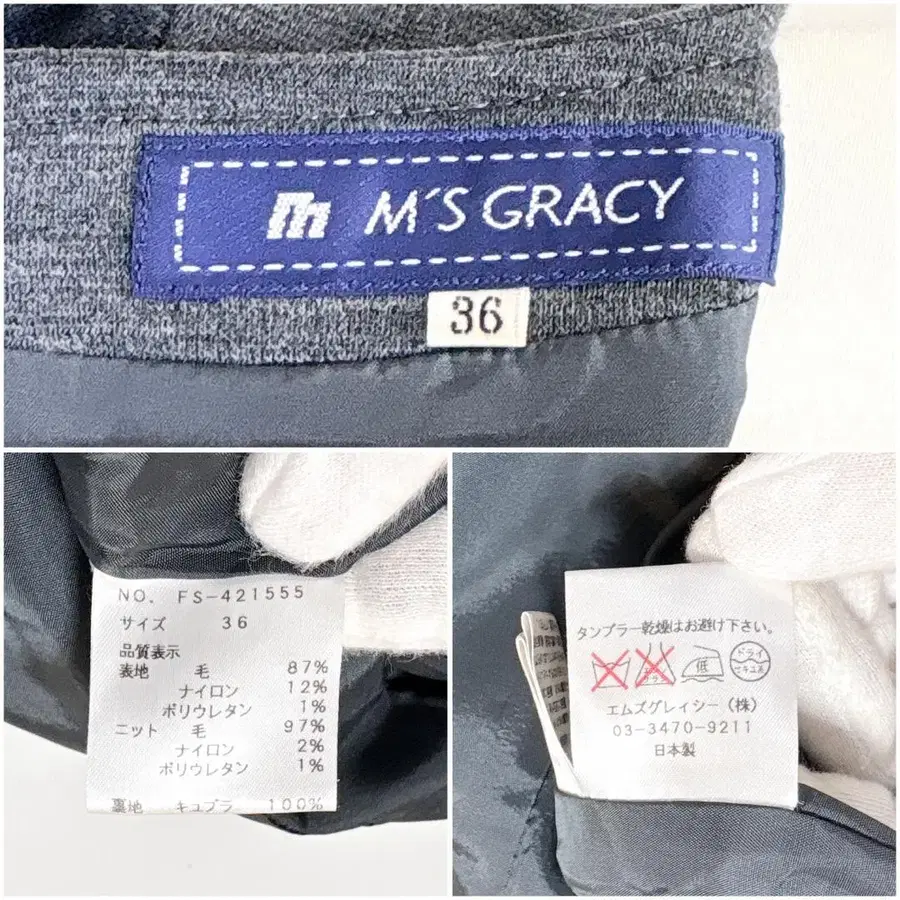 M'S GRACY
36
NO. FS-421555
サイズ 36
品質表示
表地 毛 87%
ナイロン 12%
ポリウレタン 1%
ニット 毛 97%
ナイロン 2%
ポリウレタン 1%
裏地 キュプラ 100%
タンブラー乾燥はお避け下さい。
低 ドライ
セキユ系
エムズグレイシー(株)
03-3470-9211
日本製